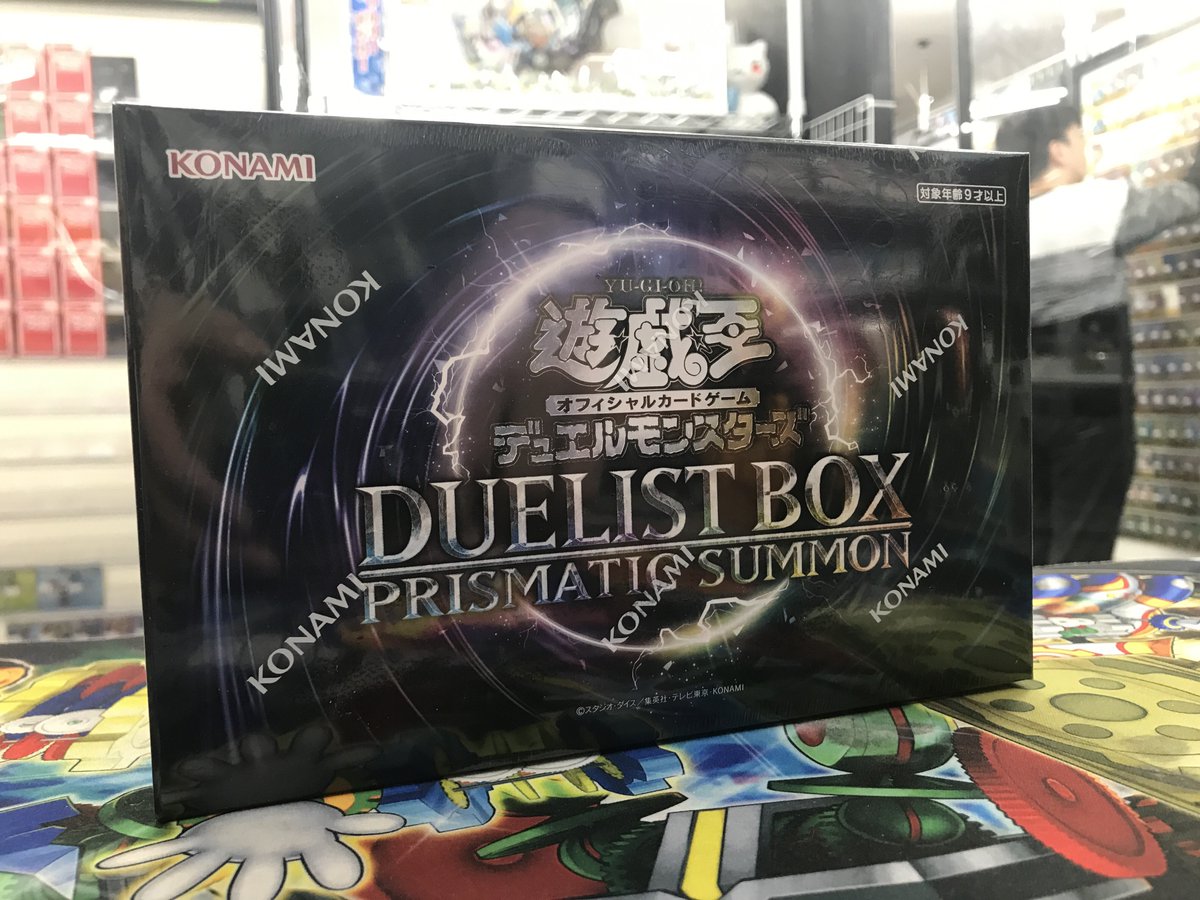 KONAMI
対象年齢9才以上
KONAMI
YU-GI-OH!
遊戯王
KONAMI
KONAMI
オフィシャルカードゲーム
デュエルモンスターズ
DUELIST BOX
PRISMATIC SUMMON
KONAMI
KONAMI
KONAMI
©スタジオ・ダイス／集英社・テレビ東京・KONAMI